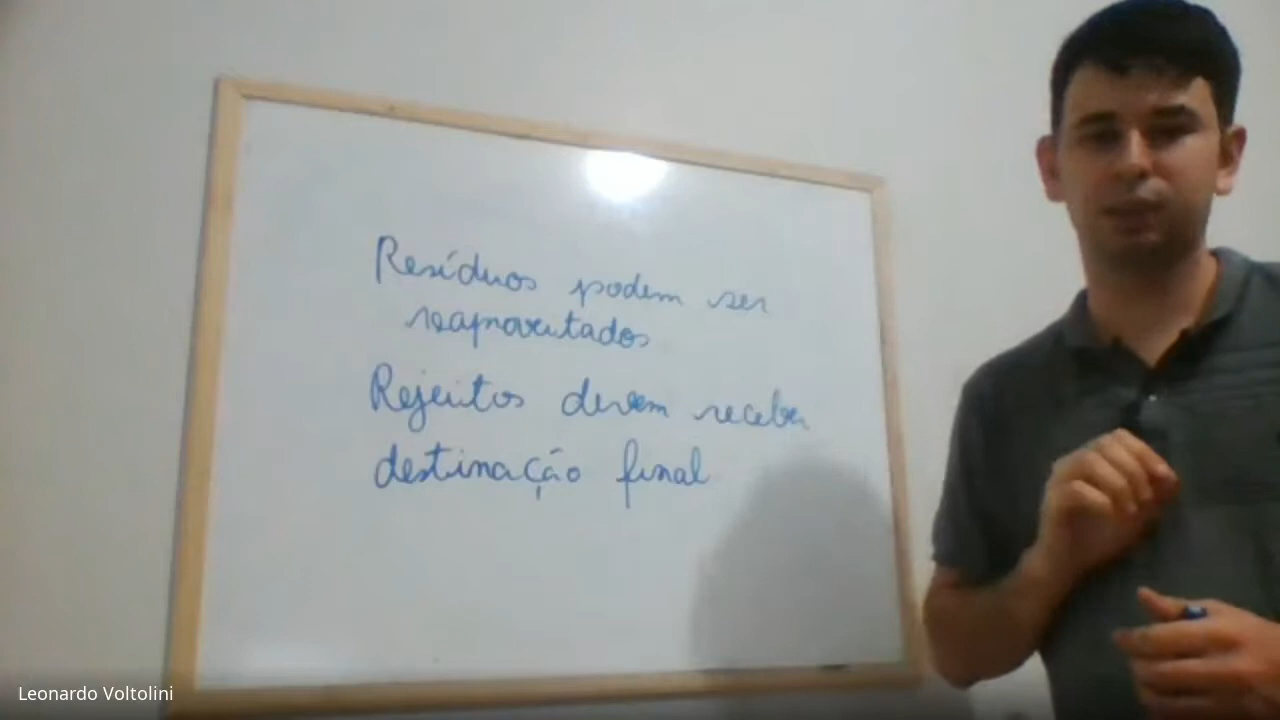 Resíduos podem ser
reaproveitados
Rejeitos devem receber
destinação final
Leonardo Voltolini